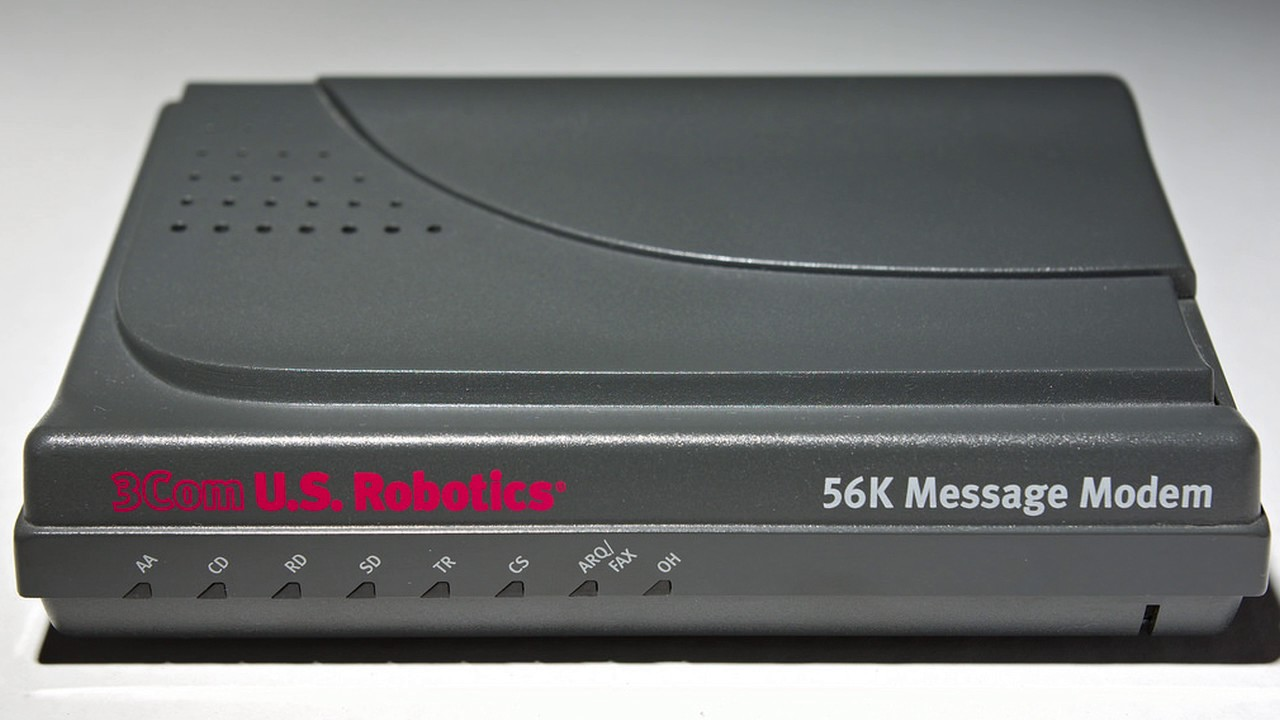 3Com U.S. Robotics
56K Message Modem
AA CD RD SD TR CS ARQ/FAX OH